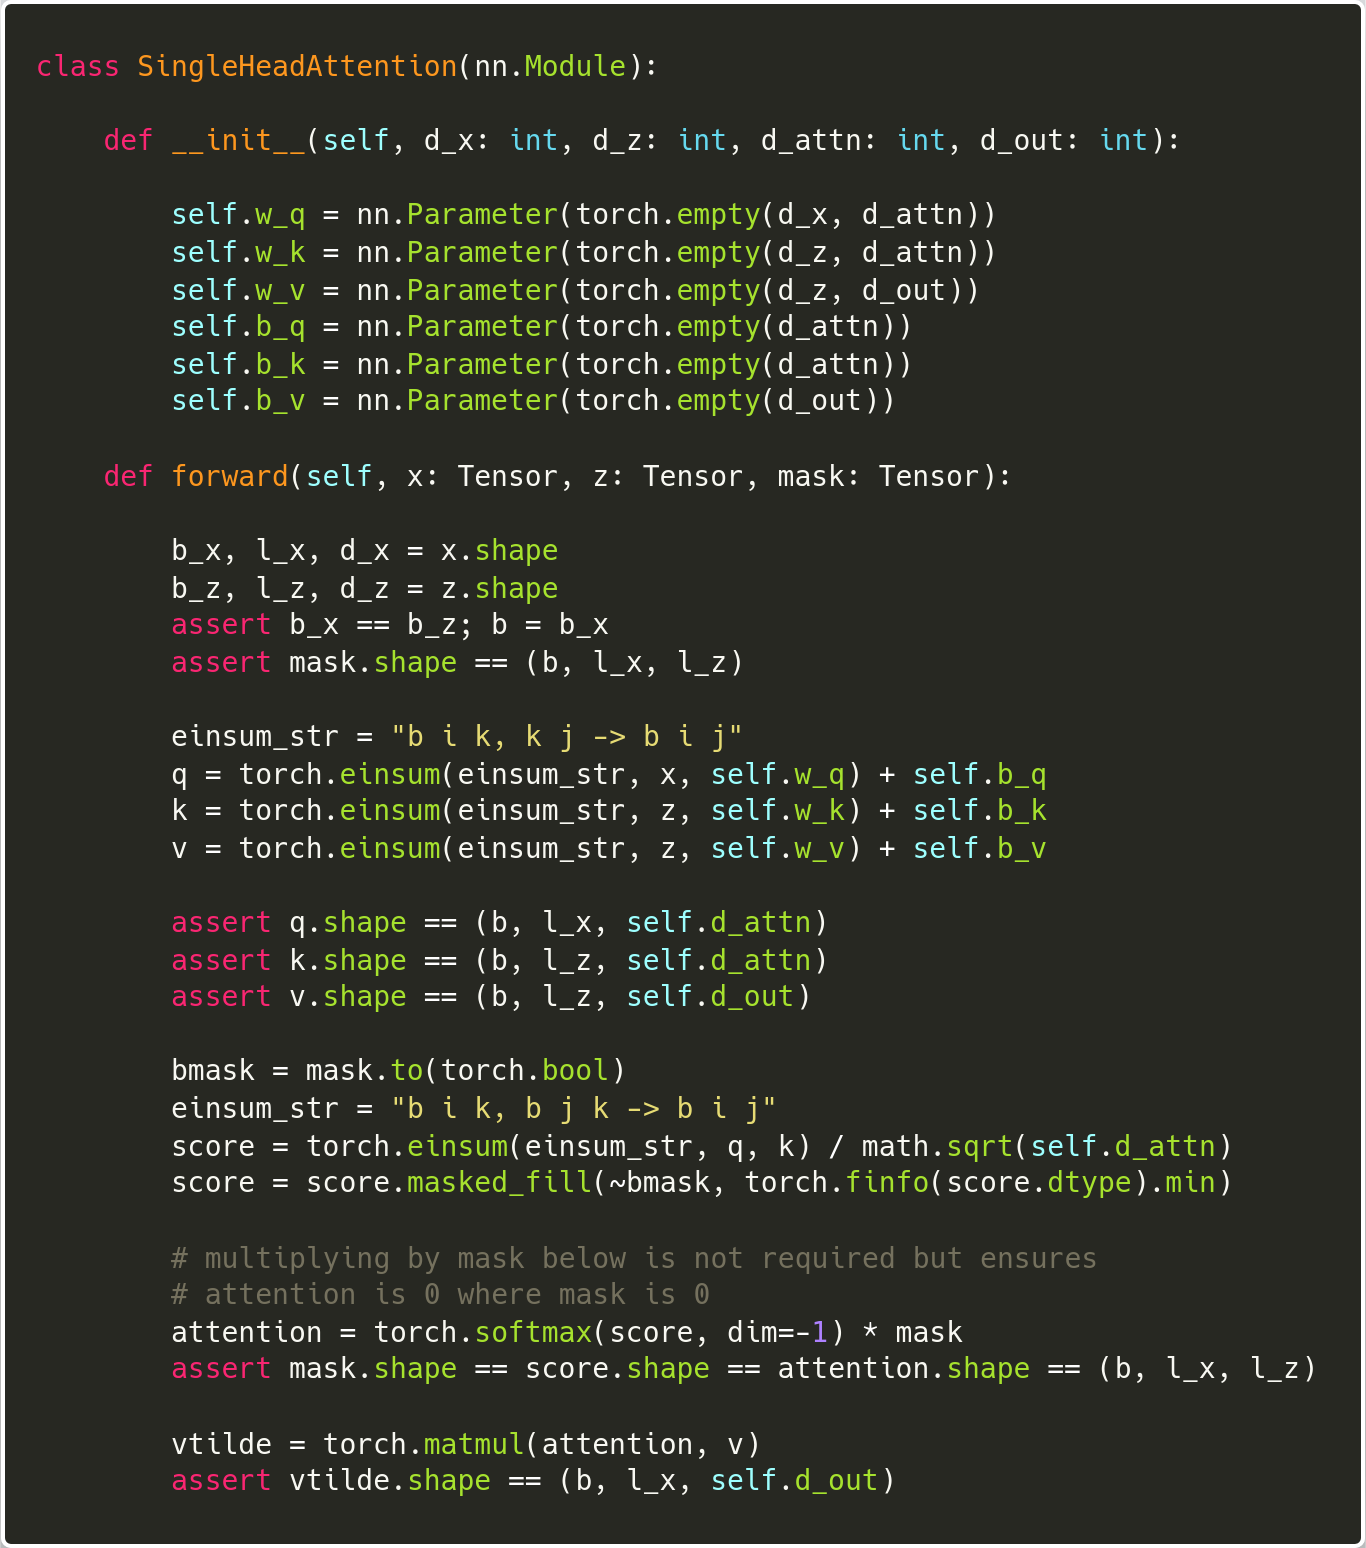 class SingleHeadAttention(nn.Module):
def __init__(self, d_x: int, d_z: int, d_attn: int, d_out: int):
self.w_q = nn.Parameter(torch.empty(d_x, d_attn))
self.w_k = nn.Parameter(torch.empty(d_z, d_attn))
self.w_v = nn.Parameter(torch.empty(d_z, d_out))
self.b_q = nn.Parameter(torch.empty(d_attn))
self.b_k = nn.Parameter(torch.empty(d_attn))
self.b_v = nn.Parameter(torch.empty(d_out))
def forward(self, x: Tensor, z: Tensor, mask: Tensor):
b_x, l_x, d_x = x.shape
b_z, l_z, d_z = z.shape
assert b_x == b_z; b = b_x
assert mask.shape == (b, l_x, l_z)
einsum_str = "b i k, k j -> b i j"
q = torch.einsum(einsum_str, x, self.w_q) + self.b_q
k = torch.einsum(einsum_str, z, self.w_k) + self.b_k
v = torch.einsum(einsum_str, z, self.w_v) + self.b_v
assert q.shape == (b, l_x, self.d_attn)
assert k.shape == (b, l_z, self.d_attn)
assert v.shape == (b, l_z, self.d_out)
bmask = mask.to(torch.bool)
einsum_str = "b i k, b j k -> b i j"
score = torch.einsum(einsum_str, q, k) / math.sqrt(self.d_attn)
score = score.masked_fill(~bmask, torch.finfo(score.dtype).min)
# multiplying by mask below is not required but ensures
# attention is 0 where mask is 0
attention = torch.softmax(score, dim=-1) * mask
assert mask.shape == score.shape == attention.shape == (b, l_x, l_z)
vtilde = torch.matmul(attention, v)
assert vtilde.shape == (b, l_x, self.d_out)